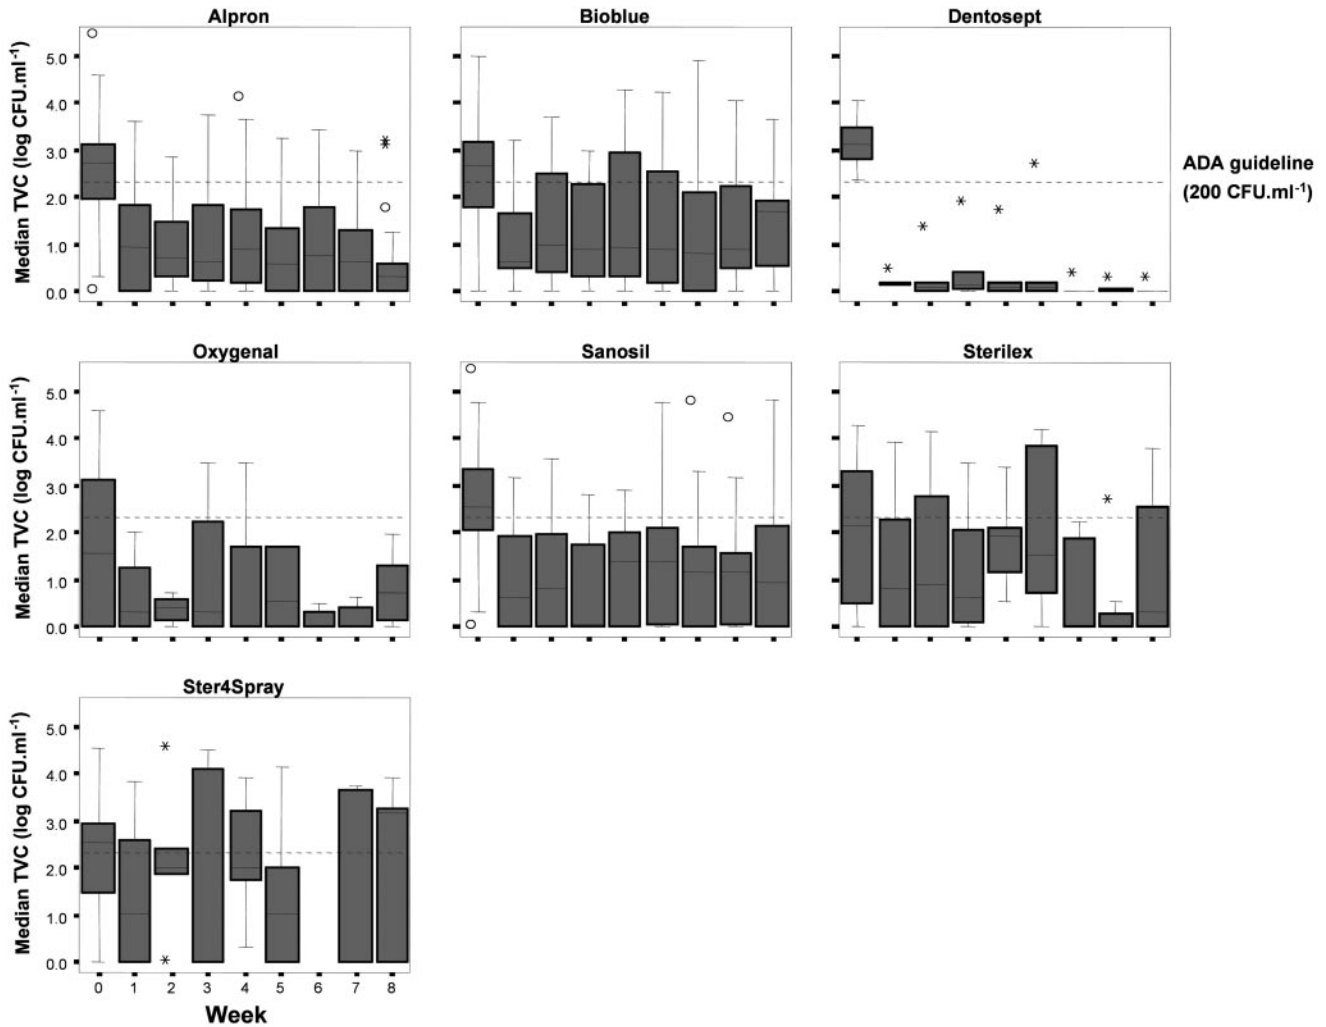 Alpron
Bioblue
Dentosept
Median TVC (log CFU.ml-1)
5.0
4.0
3.0
2.0
1.0
0.0
ADA guideline
(200 CFU.ml-1)
Oxygenal
Sanosil
Sterilex
Median TVC (log CFU.ml-1)
5.0
4.0
3.0
2.0
1.0
0.0
Ster4Spray
Median TVC (log CFU.ml-1)
5.0
4.0
3.0
2.0
1.0
0.0
0 1 2 3 4 5 6 7 8
Week